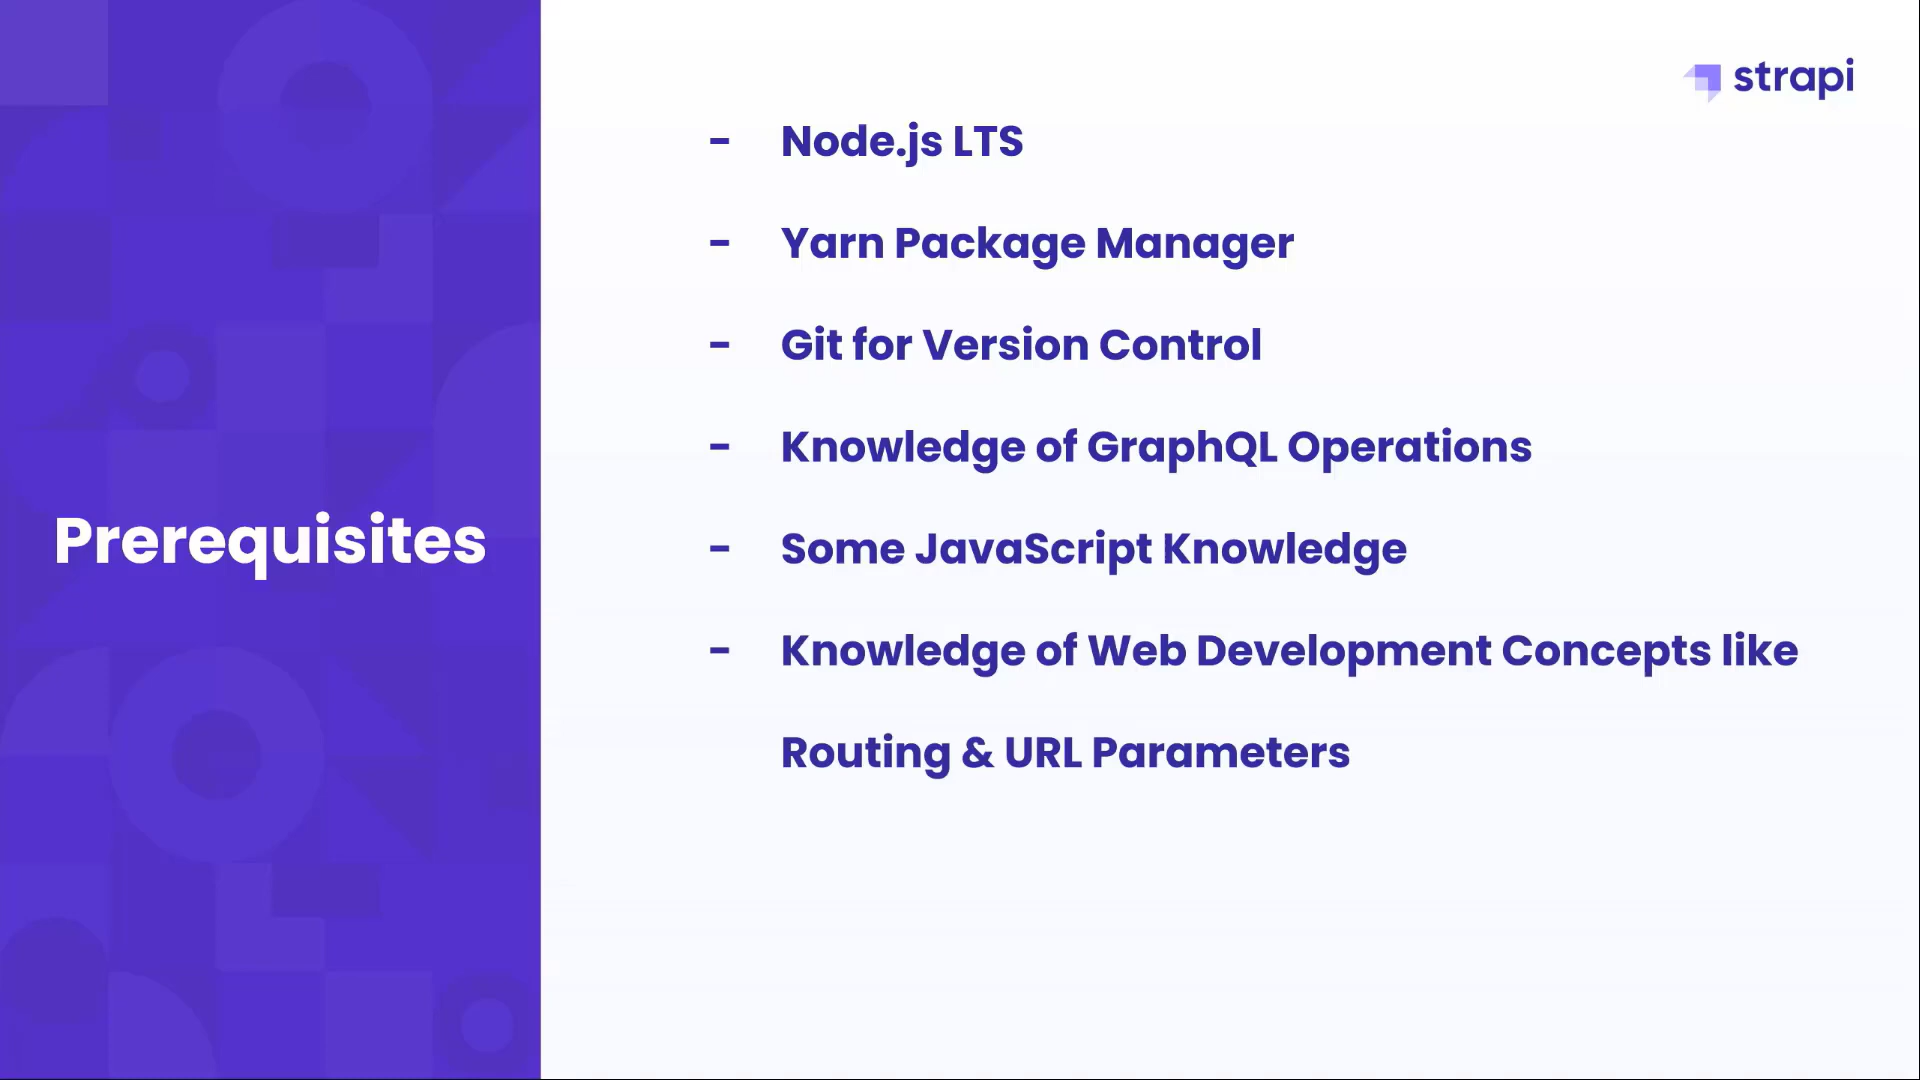 strapi
Prerequisites
- Node.js LTS
- Yarn Package Manager
- Git for Version Control
- Knowledge of GraphQL Operations
- Some JavaScript Knowledge
- Knowledge of Web Development Concepts like
Routing & URL Parameters